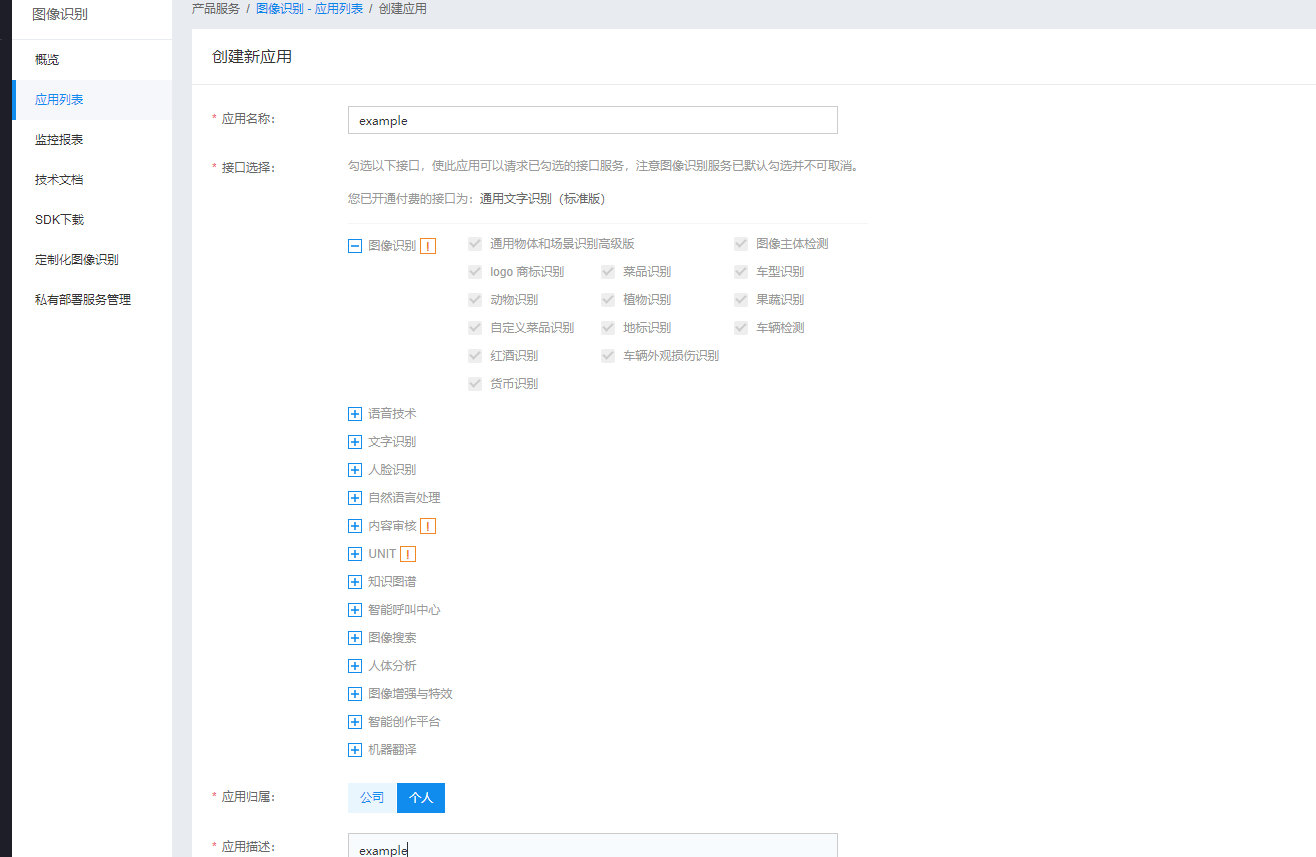 图像识别
概览
应用列表
监控报表
技术文档
SDK下载
定制化图像识别
私有部署服务管理
产品服务 / 图像识别 - 应用列表 / 创建应用
创建新应用
* 应用名称: example
* 接口选择: 勾选以下接口，使此应用可以请求已勾选的接口服务，注意图像识别服务已默认勾选并不可取消。
您已开通付费的接口为：通用文字识别（标准版）
图像识别 ! 通用物体和场景识别高级版 图像主体检测
logo 商标识别 菜品识别 车型识别
动物识别 植物识别 果蔬识别
自定义菜品识别 地标识别 车辆检测
红酒识别 车辆外观损伤识别
货币识别
语音技术
文字识别
人脸识别
自然语言处理
内容审核 !
UNIT !
知识图谱
智能呼叫中心
图像搜索
人体分析
图像增强与特效
智能创作平台
机器翻译
* 应用归属: 公司 个人
* 应用描述: example